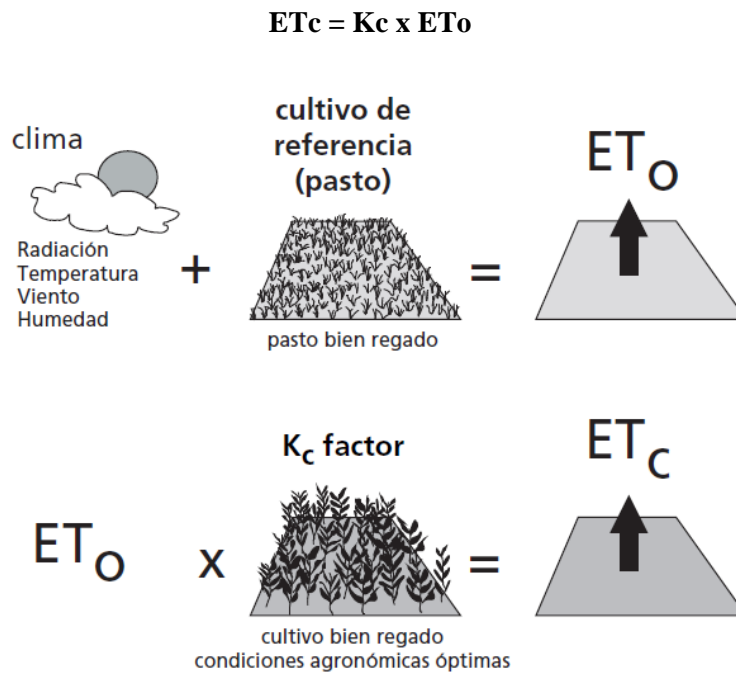 ETc = Kc x ETo
clima
cultivo de
referencia
(pasto)
ETO
Radiación
Temperatura
Viento
Humedad
+
=
pasto bien regado
Kc factor
ETC
ETO
x
=
cultivo bien regado
condiciones agronómicas óptimas